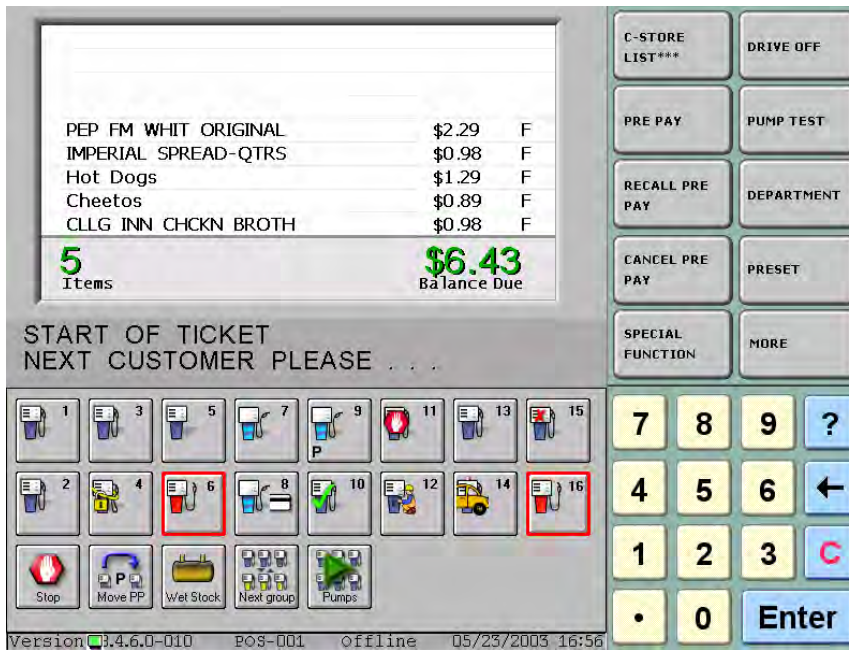 PEP FM WHIT ORIGINAL $2.29 F
IMPERIAL SPREAD-QTRS $0.98 F
Hot Dogs $1.29 F
Cheetos $0.89 F
CLLG INN CHCKN BROTH $0.98 F
5 $6.43
Items Balance Due
START OF TICKET
NEXT CUSTOMER PLEASE . . .
C-STORE LIST***
DRIVE OFF
PRE PAY
PUMP TEST
RECALL PRE PAY
DEPARTMENT
CANCEL PRE PAY
PRESET
SPECIAL FUNCTION
MORE
1 3 5 7 9 11 13 15
P
2 4 6 8 10 12 14 16
P
Stop Move PP Wet Stock Next group Pumps
7 8 9 ?
4 5 6 ←
1 2 3 C
. 0 Enter
Version 3.4.6.0-010 POS-001 Offline 05/23/2003 16:56